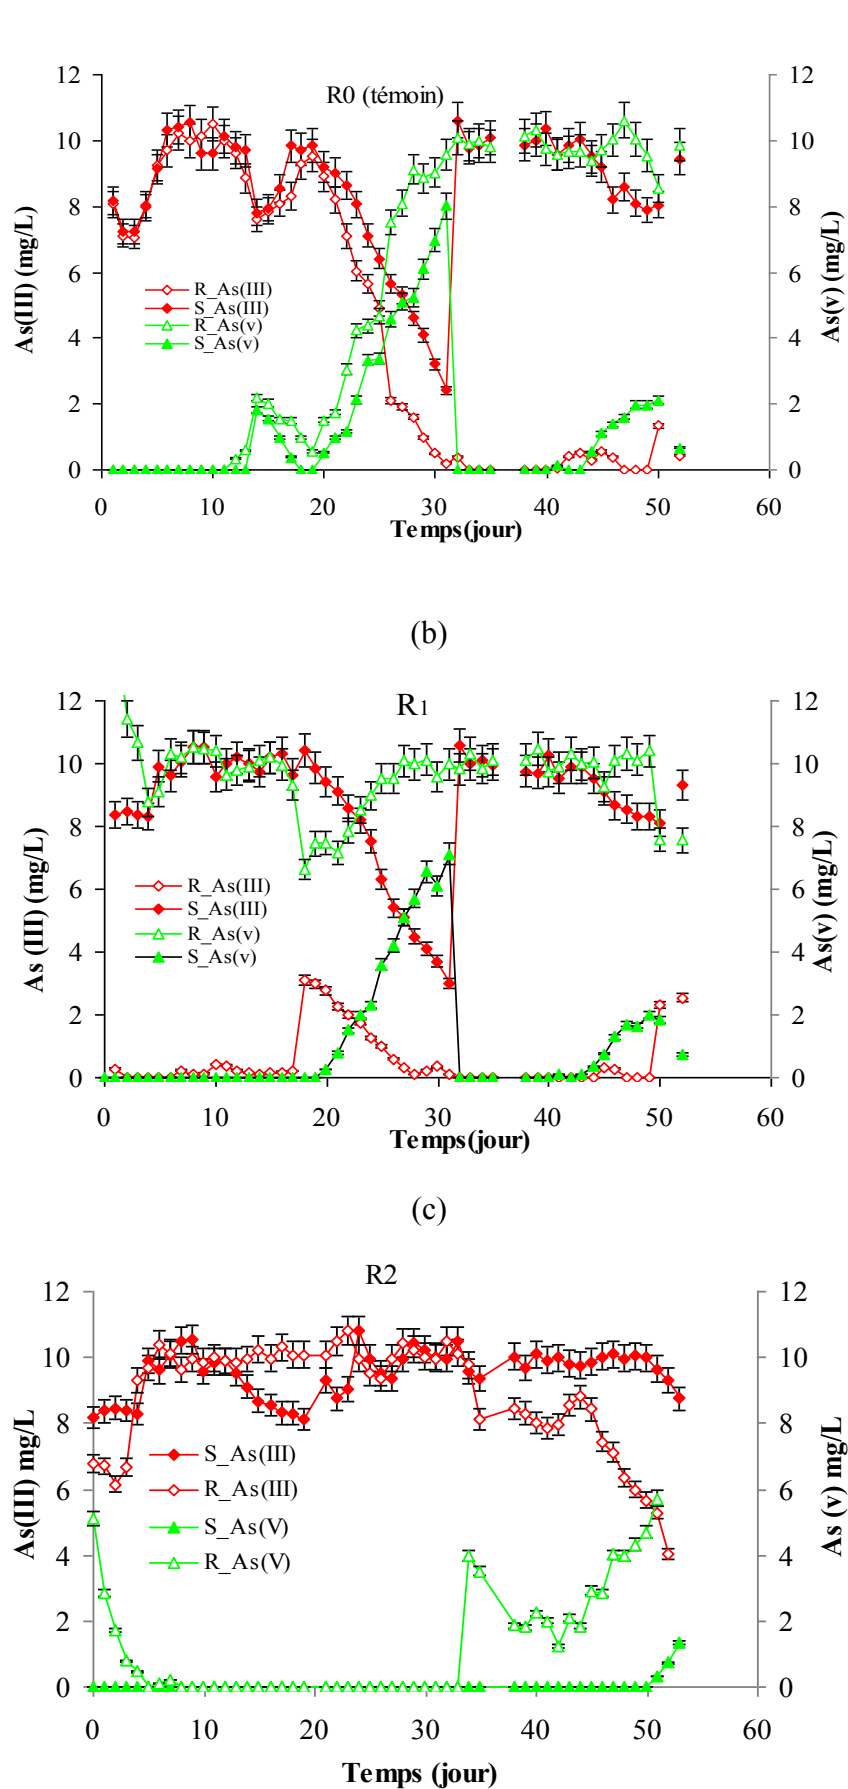 R0 (témoin)
12 12
10 10
8 8
6 6
4 4
2 2
0 0
As(III) (mg/L)
As(v) (mg/L)
R_As(III)
S_As(III)
R_As(v)
S_As(v)
0 10 20 30 40 50 60
Temps(jour)
(b)
R1
12 12
10 10
8 8
6 6
4 4
2 2
0 0
As (III) (mg/L)
As(v) (mg/L)
R_As(III)
S_As(III)
R_As(v)
S_As(v)
0 10 20 30 40 50 60
Temps(jour)
(c)
R2
12 12
10 10
8 8
6 6
4 4
2 2
0 0
As(III) mg/L
As (v) mg/L
S_As(III)
R_As(III)
S_As(V)
R_As(V)
0 10 20 30 40 50 60
Temps (jour)